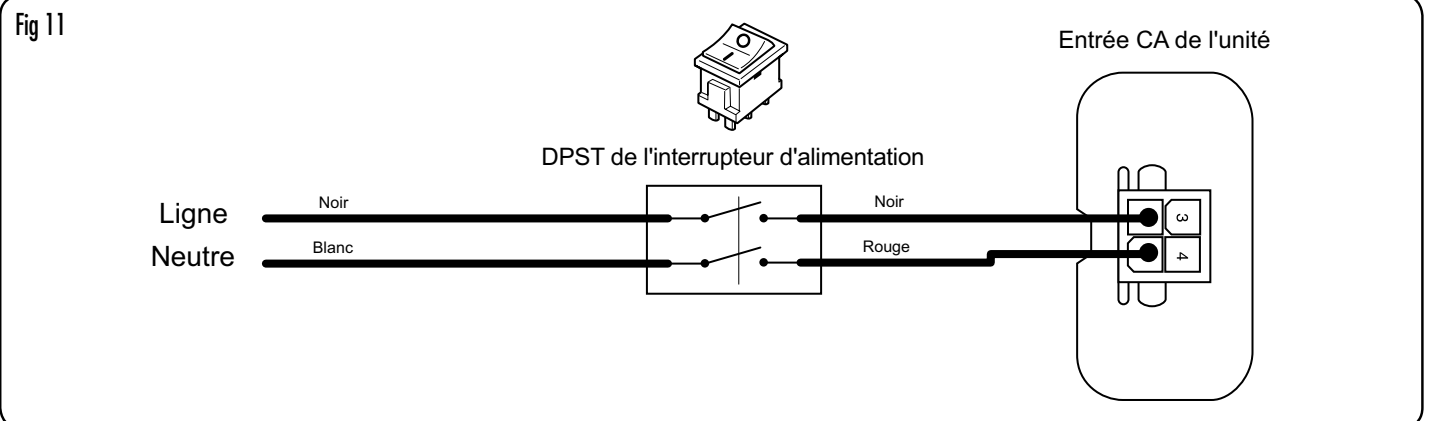 Fig 11
Entrée CA de l'unité
DPST de l'interrupteur d'alimentation
Ligne
Noir
Noir
3
Neutre
Blanc
Rouge
4